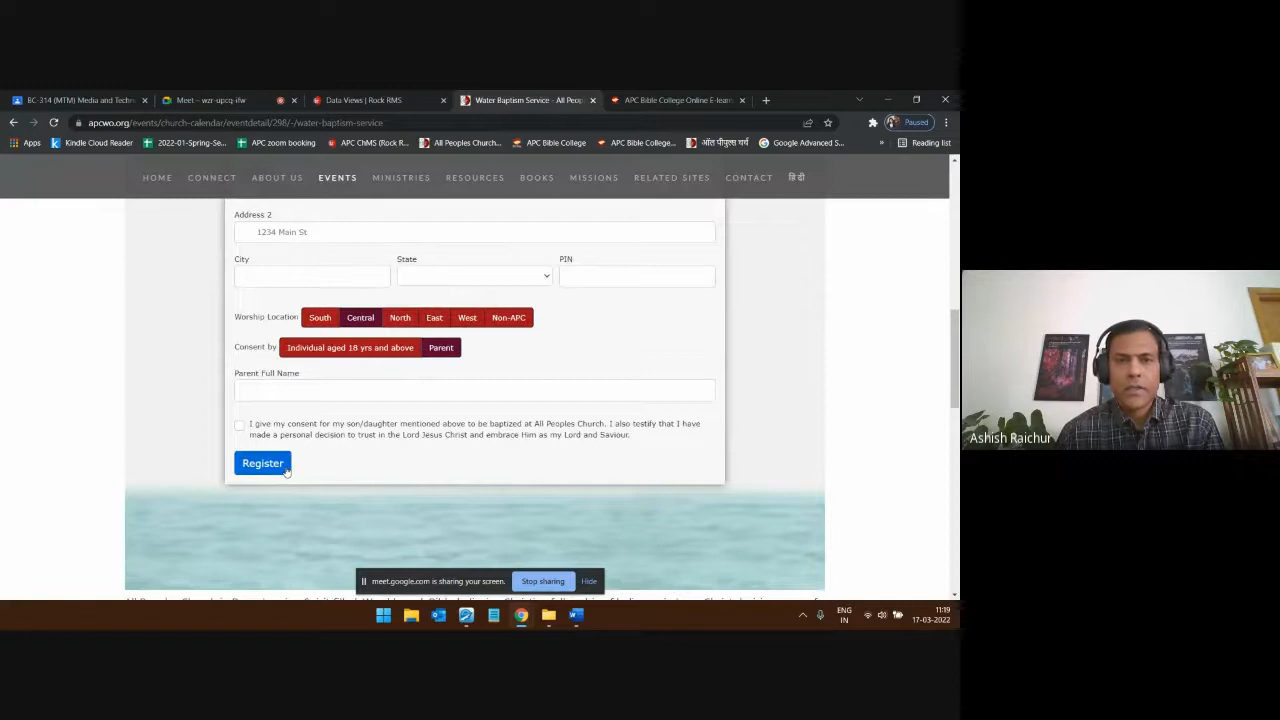 BC-314 (MTM) Media and Techn
Meet – wzr-upcq-ifw
Data Views | Rock RMS
Water Baptism Service - All Peop
APC Bible College Online E-learn
apcwo.org/events/church-calendar/eventdetail/298/-/water-baptism-service
Paused
Apps
Kindle Cloud Reader
2022-01-Spring-Se...
APC zoom booking
APC ChMS (Rock R...
All Peoples Church...
APC Bible College
APC Bible College...
ऑल पीपुल्स चर्च
Google Advanced S...
»
Reading list
HOME
CONNECT
ABOUT US
EVENTS
MINISTRIES
RESOURCES
BOOKS
MISSIONS
RELATED SITES
CONTACT
हिंदी
Address 2
1234 Main St
City
State
PIN
Worship Location
South
Central
North
East
West
Non-APC
Consent by
Individual aged 18 yrs and above
Parent
Parent Full Name
I give my consent for my son/daughter mentioned above to be baptized at All Peoples Church. I also testify that I have
made a personal decision to trust in the Lord Jesus Christ and embrace Him as my Lord and Saviour.
Register
Ashish Raichur
meet.google.com is sharing your screen.
Stop sharing
Hide
ENG
IN
11:19
17-03-2022